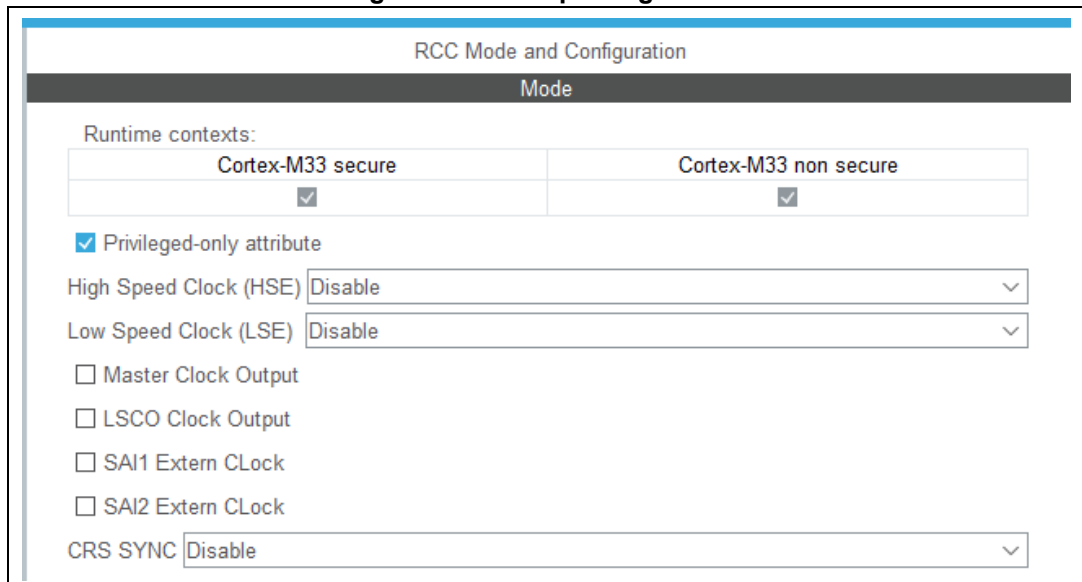 RCC Mode and Configuration
Mode
Runtime contexts:
Cortex-M33 secure Cortex-M33 non secure
Privileged-only attribute
High Speed Clock (HSE) Disable
Low Speed Clock (LSE) Disable
Master Clock Output
LSCO Clock Output
SAI1 Extern CLock
SAI2 Extern CLock
CRS SYNC Disable